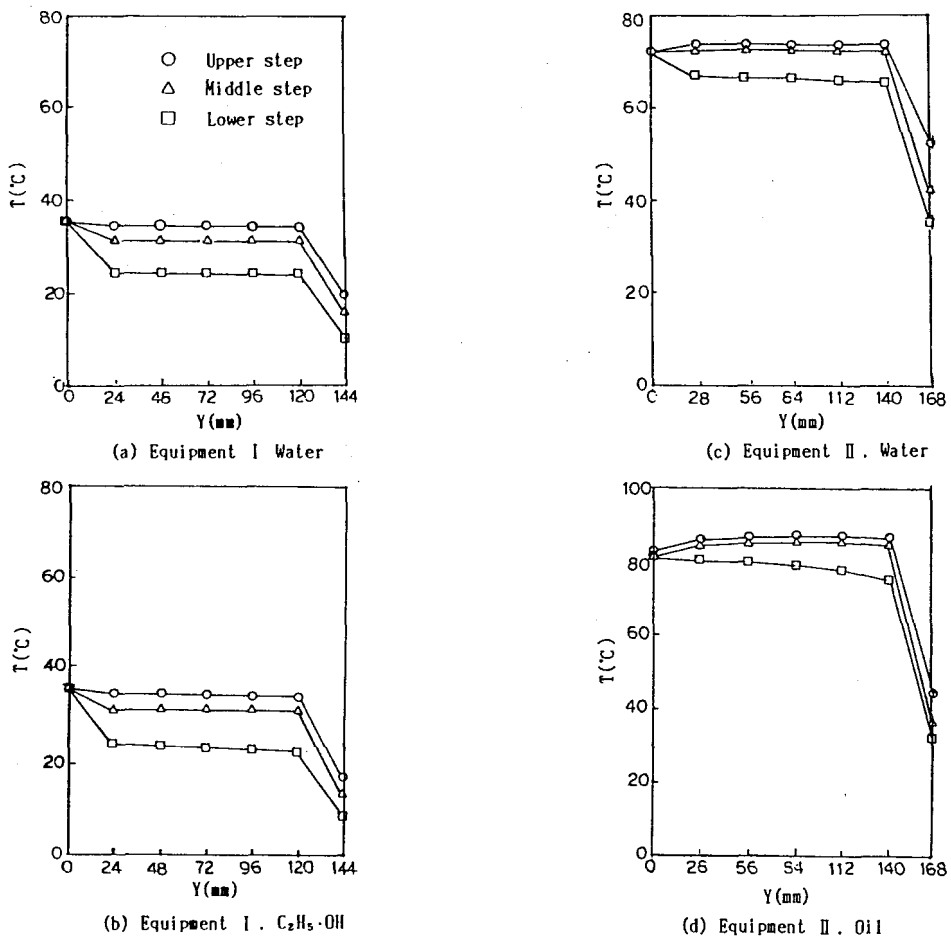 80
60
40
20
0
T(°C)
○ Upper step
△ Middle step
□ Lower step
0 24 48 72 96 120 144
Y(mm)
(a) Equipment I Water
80
60
40
20
0
T(°C)
C 28 56 84 112 140 168
Y(mm)
(c) Equipment II. Water
80
60
40
20
0
T(°C)
0 24 48 72 96 120 144
Y(mm)
(b) Equipment I. C₂H₅·OH
100
80
60
40
20
0
T(°C)
0 26 56 S4 112 140 168
Y(mm)
(d) Equipment II. Oil